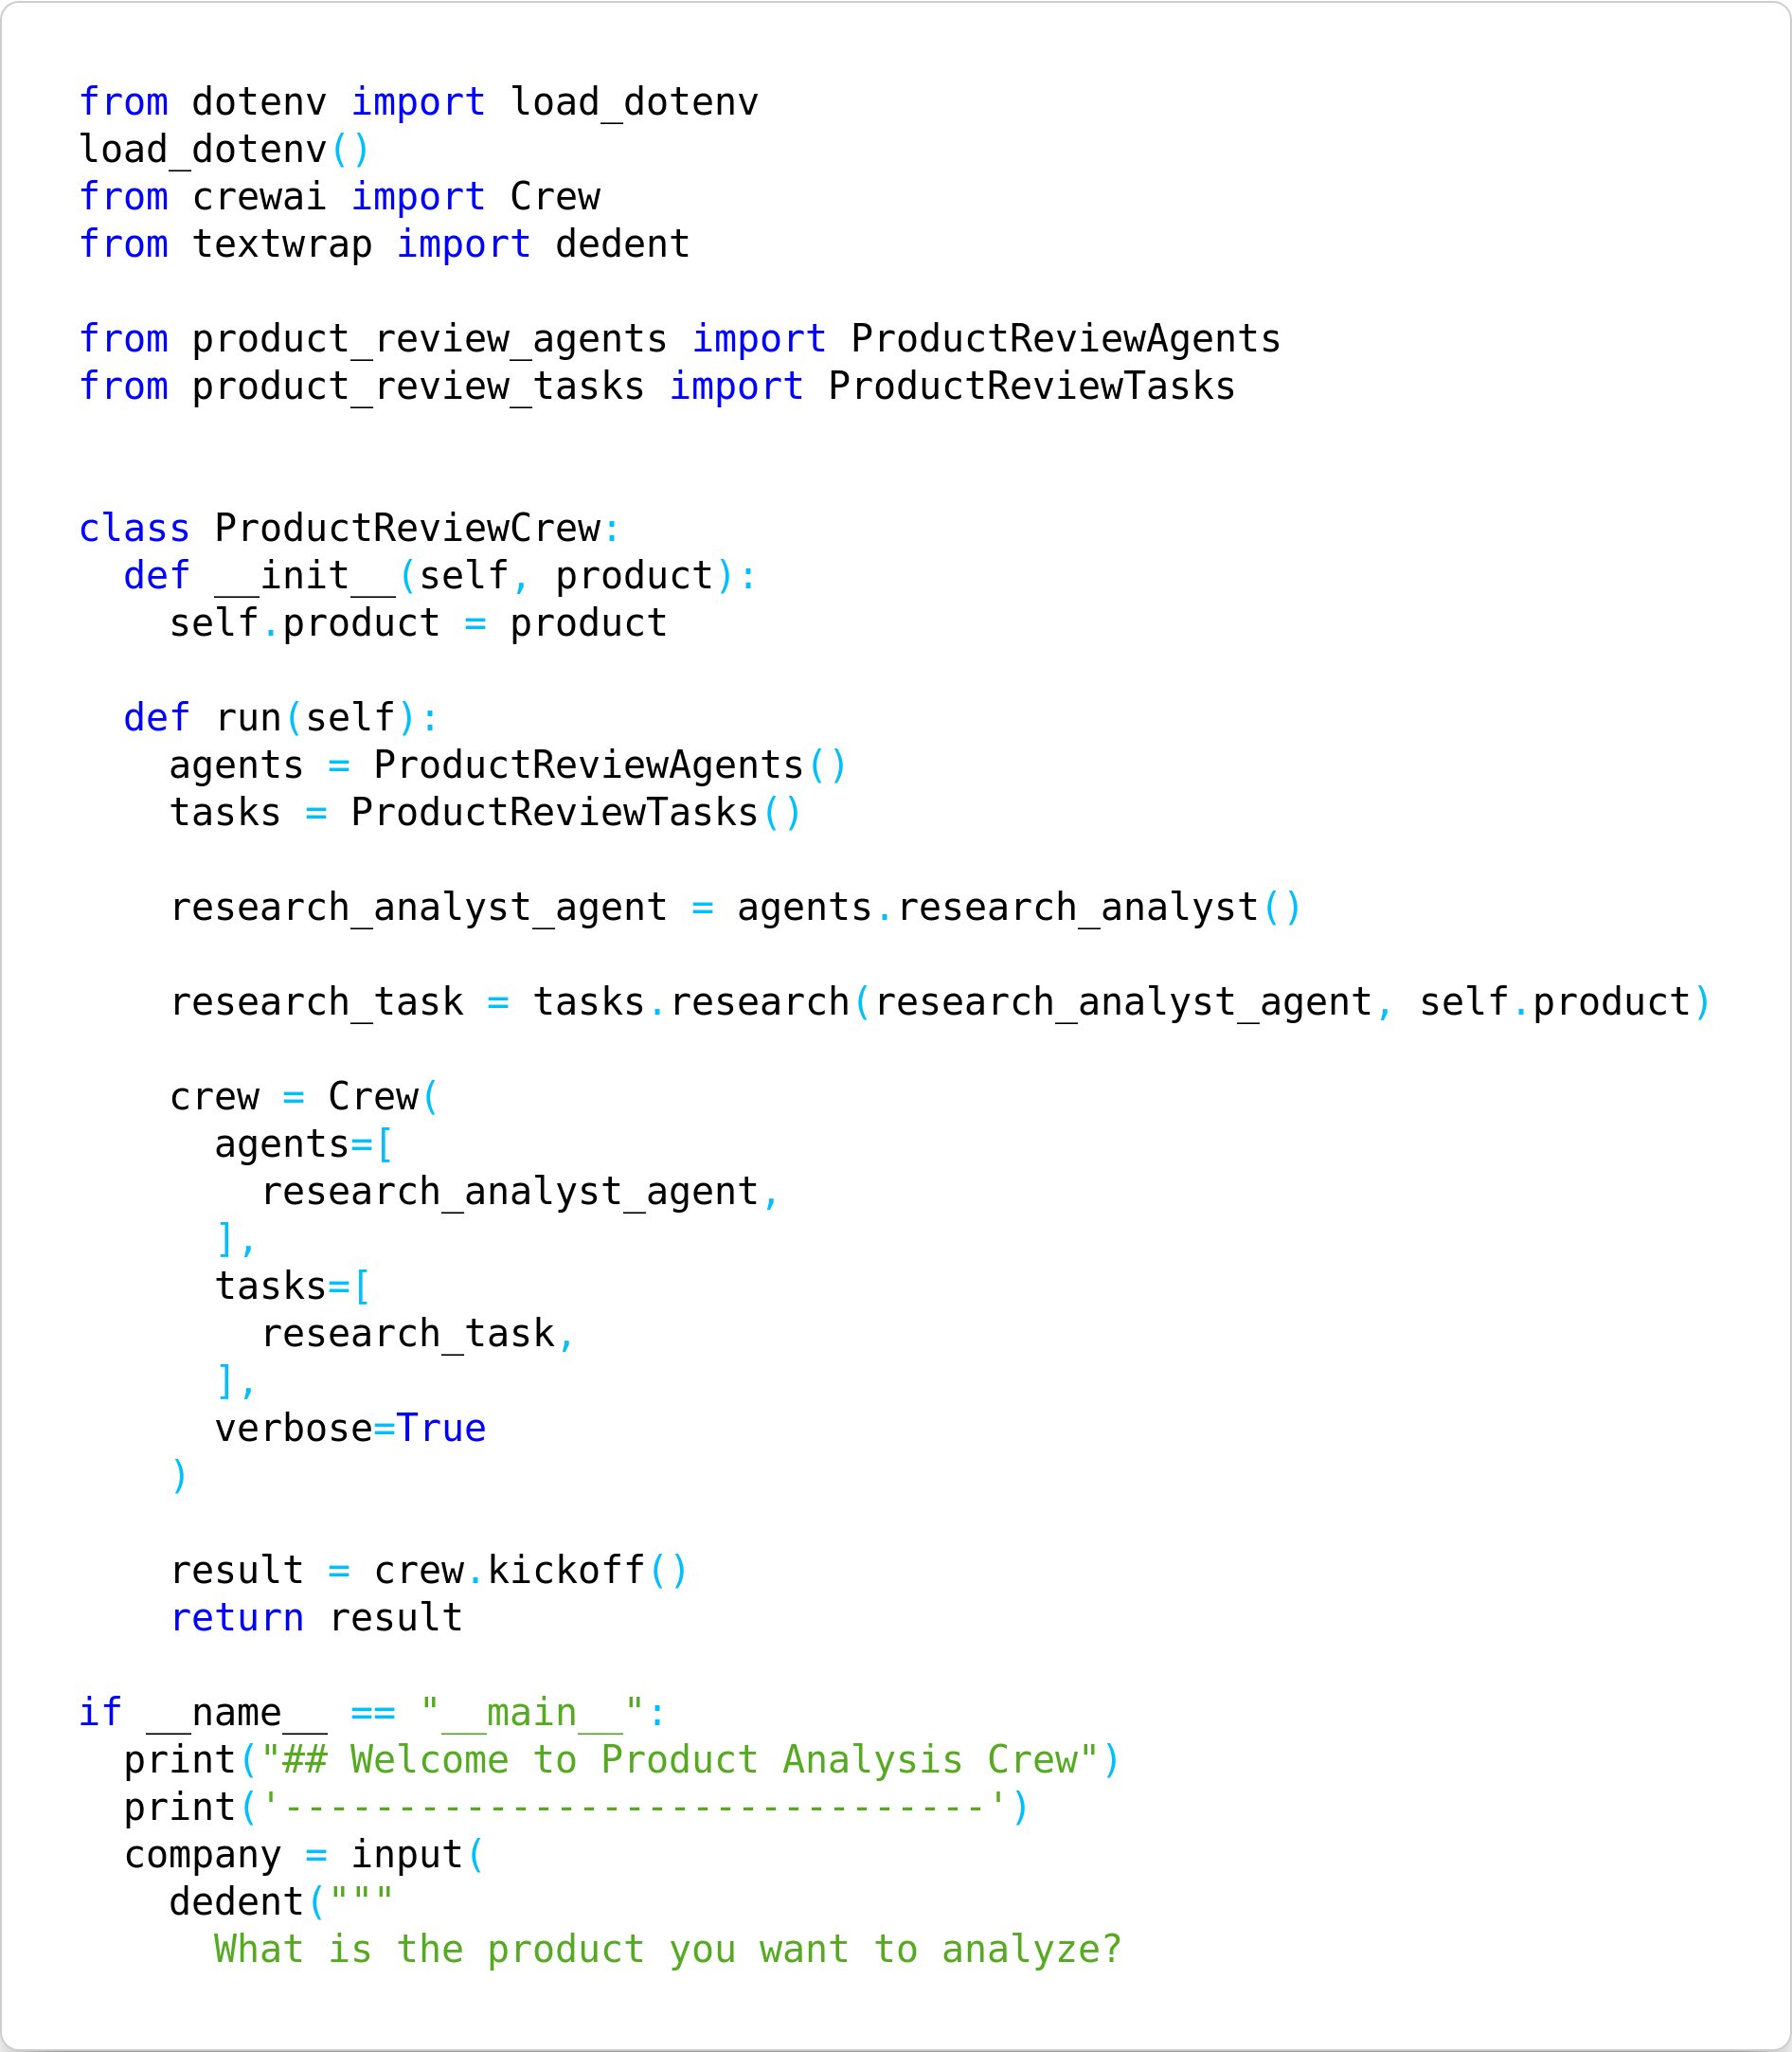 from dotenv import load_dotenv
load_dotenv()
from crewai import Crew
from textwrap import dedent

from product_review_agents import ProductReviewAgents
from product_review_tasks import ProductReviewTasks


class ProductReviewCrew:
  def __init__(self, product):
    self.product = product

  def run(self):
    agents = ProductReviewAgents()
    tasks = ProductReviewTasks()

    research_analyst_agent = agents.research_analyst()

    research_task = tasks.research(research_analyst_agent, self.product)

    crew = Crew(
      agents=[
        research_analyst_agent,
      ],
      tasks=[
        research_task,
      ],
      verbose=True
    )

    result = crew.kickoff()
    return result

if __name__ == "__main__":
  print("## Welcome to Product Analysis Crew")
  print('-------------------------------')
  company = input(
    dedent("""
      What is the product you want to analyze?